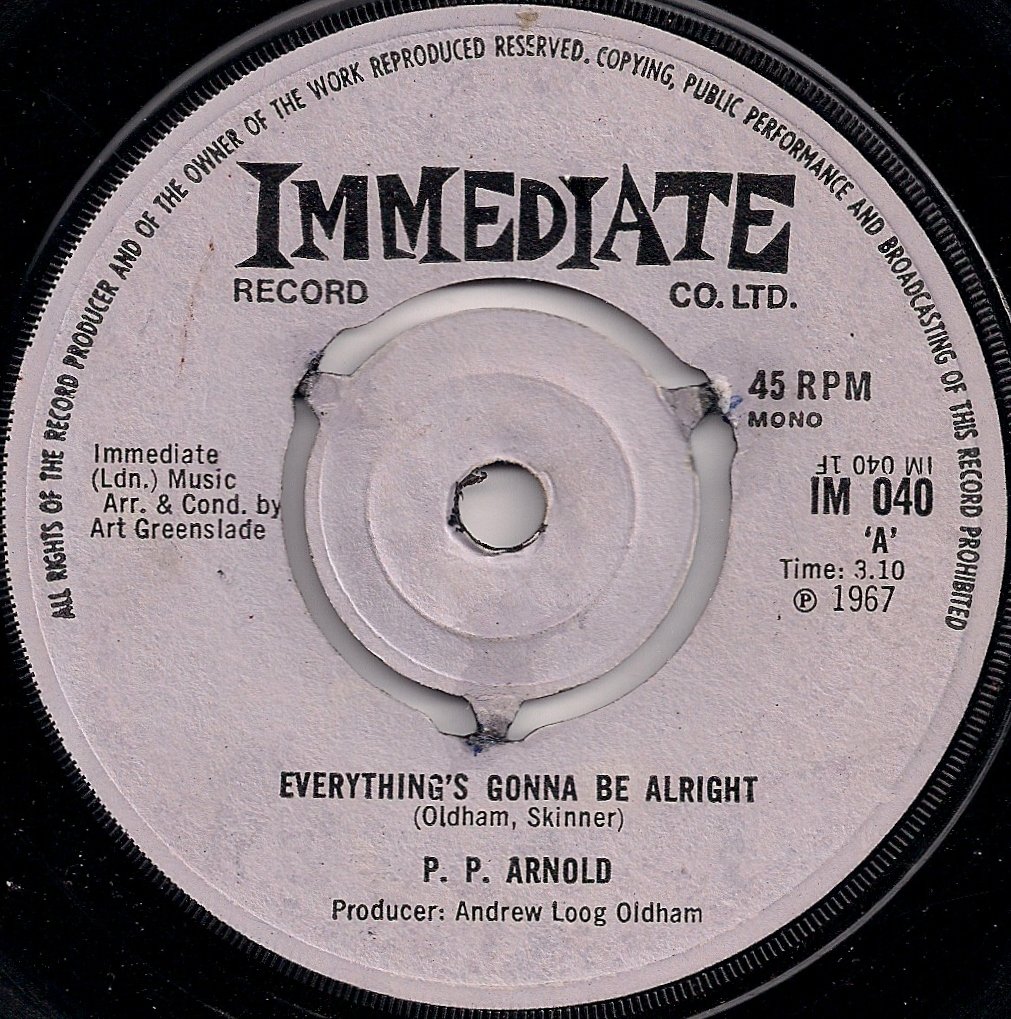 ALL RIGHTS OF THE RECORD PRODUCER AND OF THE OWNER OF THE WORK REPRODUCED RESERVED. COPYING, PUBLIC PERFORMANCE AND BROADCASTING OF THIS RECORD PROHIBITED
IMMEDIATE
RECORD CO. LTD.
45 RPM
MONO
Immediate
(Ldn.) Music
Arr. & Cond. by
Art Greenslade
IM 040 1F
IM 040
'A'
Time: 3.10
℗ 1967
EVERYTHING'S GONNA BE ALRIGHT
(Oldham, Skinner)
P. P. ARNOLD
Producer: Andrew Loog Oldham